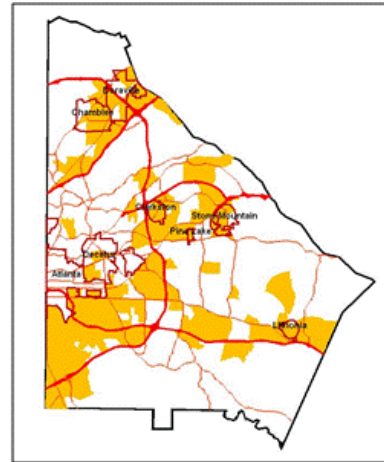 Doraville
Chamblee
Clarkston
Stone Mountain
Pine Lake
Decatur
Atlanta
Lithonia